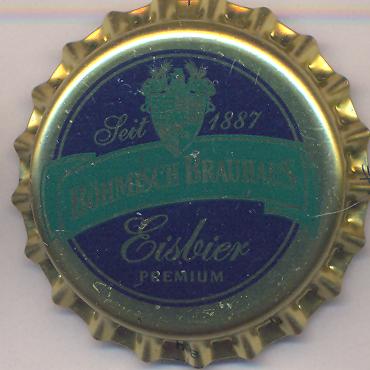 Seit 1887
BÖHMISCH BRAUHAUS
Eisbier
PREMIUM